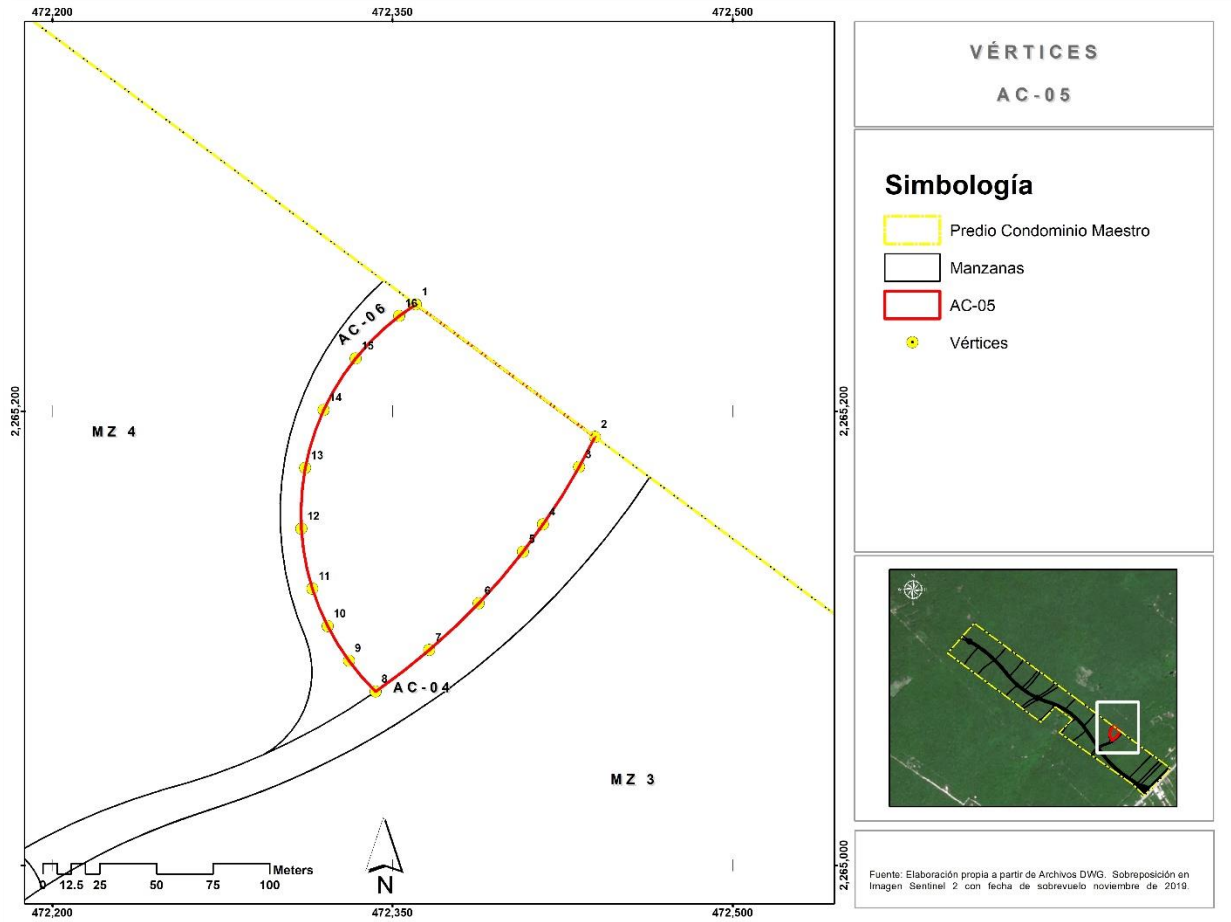 472,200
472,350
472,500
VÉRTICES
AC-05
Simbología
Predio Condominio Maestro
Manzanas
AC-05
Vértices
1
16
AC-06
15
14
2
3
13
4
12
5
11
6
10
7
9
8
AC-04
MZ 4
MZ 3
2,265,200
2,265,200
2,265,000
0 12.5 25 50 75 100
Meters
N
N
472,200
472,350
472,500
Fuente: Elaboración propia a partir de Archivos DWG. Sobreposición en
Imagen Sentinel 2 con fecha de sobrevuelo noviembre de 2019.